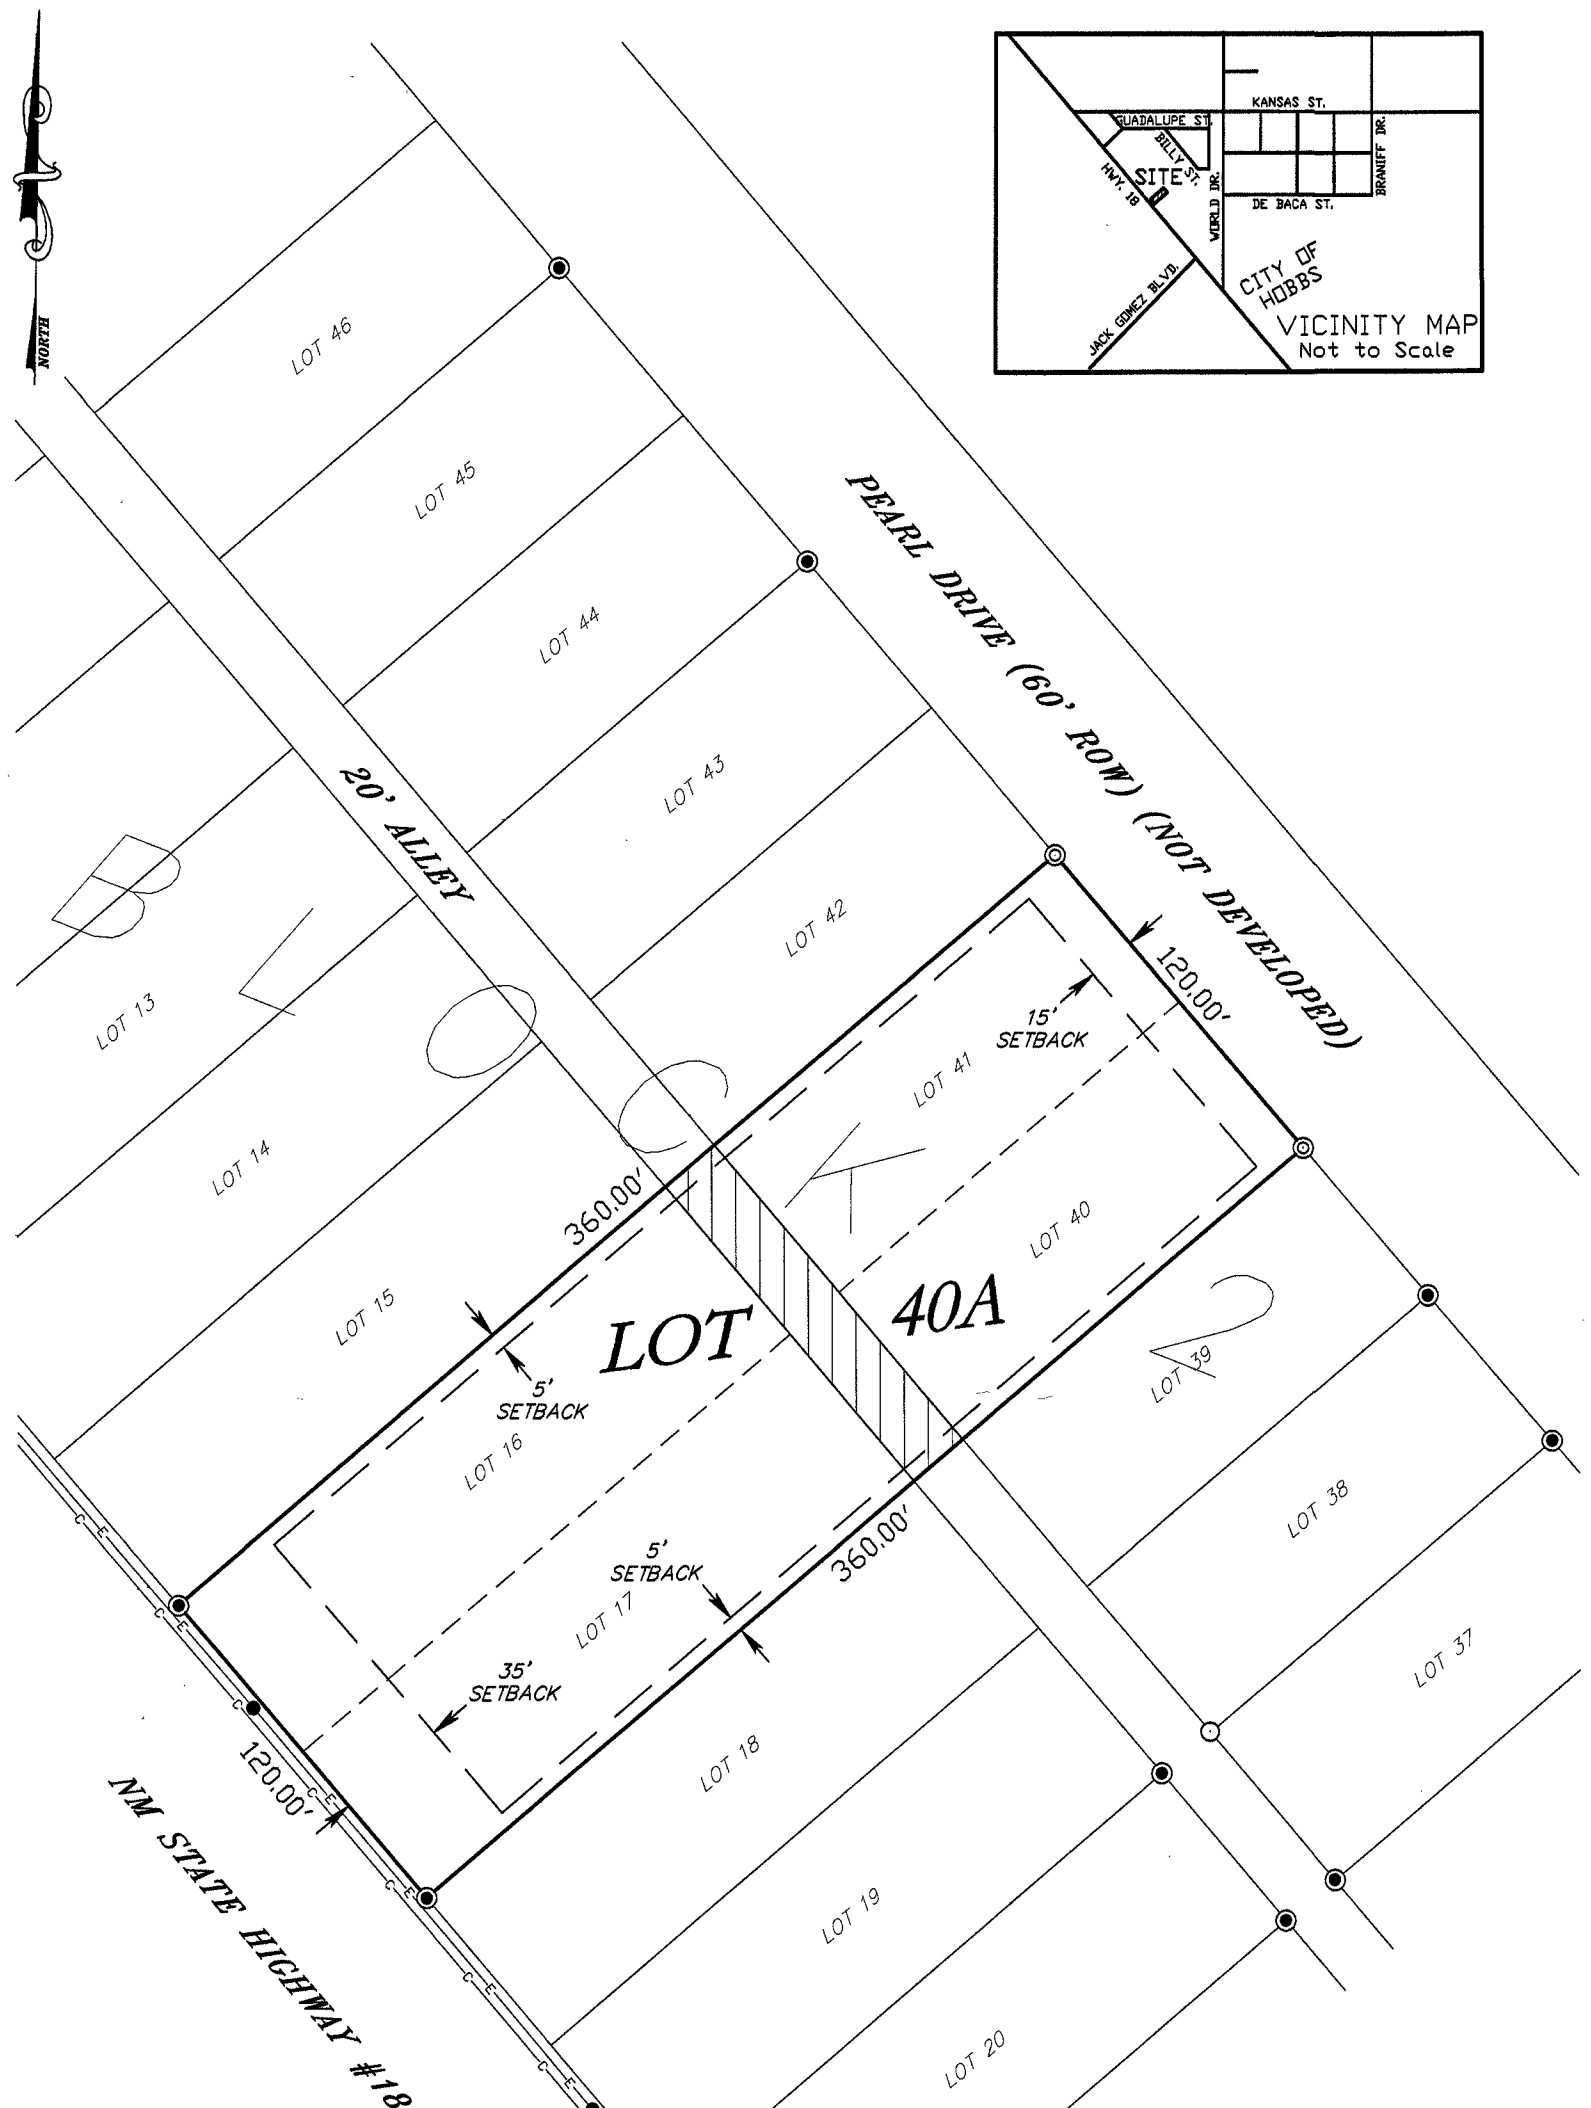 NORTH
KANSAS ST.
GUADALUPE ST.
BILLY ST.
BRANIFF DR.
HWY. 18
SITE
WORLD DR.
DE BACA ST.
CITY OF
HOBBS
JACK GOMEZ BLVD.
VICINITY MAP
Not to Scale
LOT 46
LOT 45
LOT 44
LOT 43
LOT 42
PEARL DRIVE (60' ROW) (NOT DEVELOPED)
20' ALLEY
BLOCK 2
LOT 13
LOT 14
LOT 15
120.00'
15'
SETBACK
LOT 41
LOT 40
360.00'
LOT 40A
5'
SETBACK
LOT 16
LOT 39
LOT 38
LOT 37
360.00'
5'
SETBACK
LOT 17
35'
SETBACK
120.00'
LOT 18
LOT 19
LOT 20
C E
C E
C
C E
C E
C E
C E
NM STATE HIGHWAY #18